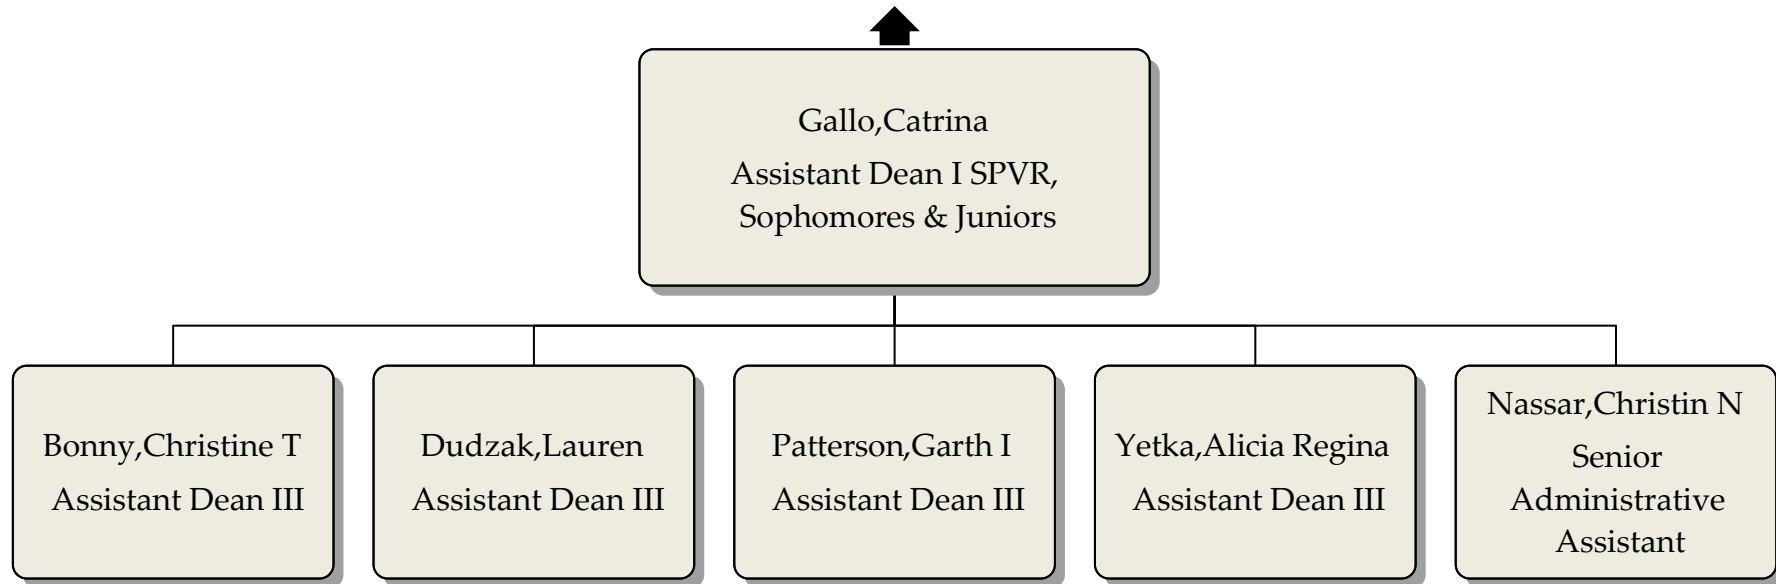 Gallo,Catrina
Assistant Dean I SPVR,
Sophomores & Juniors
Bonny,Christine T
Assistant Dean III
Dudzak,Lauren
Assistant Dean III
Patterson,Garth I
Assistant Dean III
Yetka,Alicia Regina
Assistant Dean III
Nassar,Christin N
Senior
Administrative
Assistant